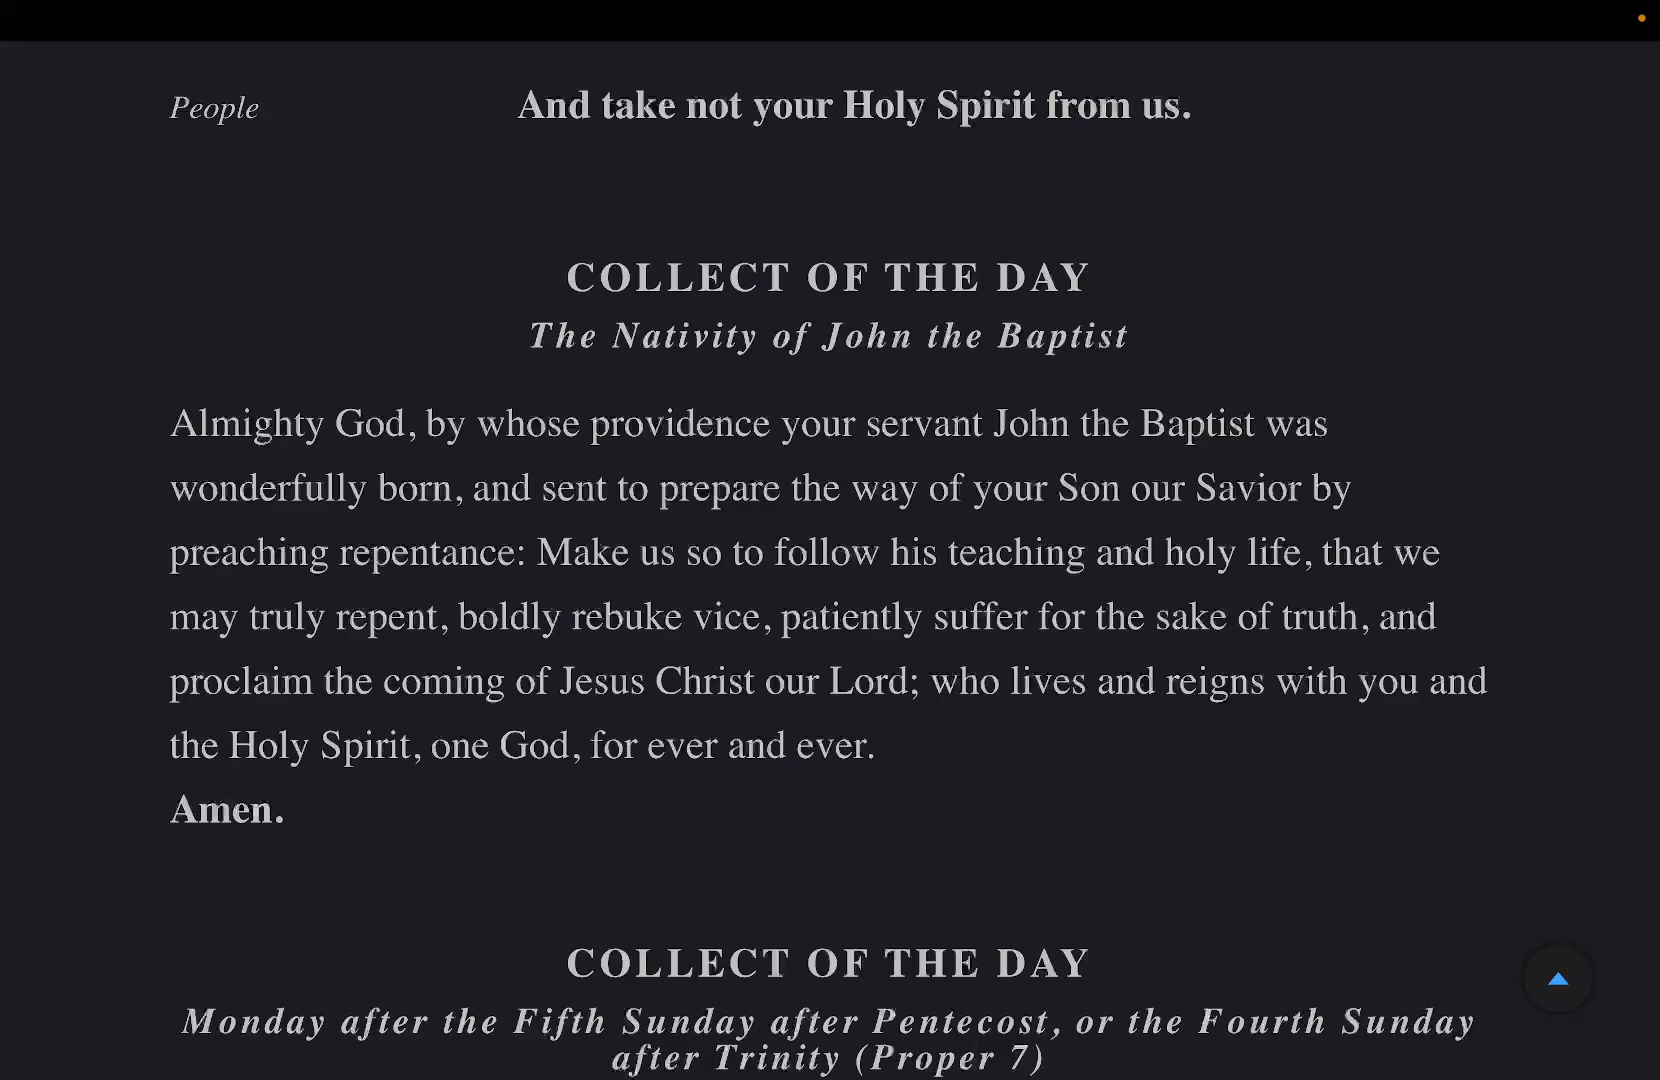 People And take not your Holy Spirit from us.
COLLECT OF THE DAY
The Nativity of John the Baptist
Almighty God, by whose providence your servant John the Baptist was
wonderfully born, and sent to prepare the way of your Son our Savior by
preaching repentance: Make us so to follow his teaching and holy life, that we
may truly repent, boldly rebuke vice, patiently suffer for the sake of truth, and
proclaim the coming of Jesus Christ our Lord; who lives and reigns with you and
the Holy Spirit, one God, for ever and ever.
Amen.
COLLECT OF THE DAY
Monday after the Fifth Sunday after Pentecost, or the Fourth Sunday
after Trinity (Proper 7)